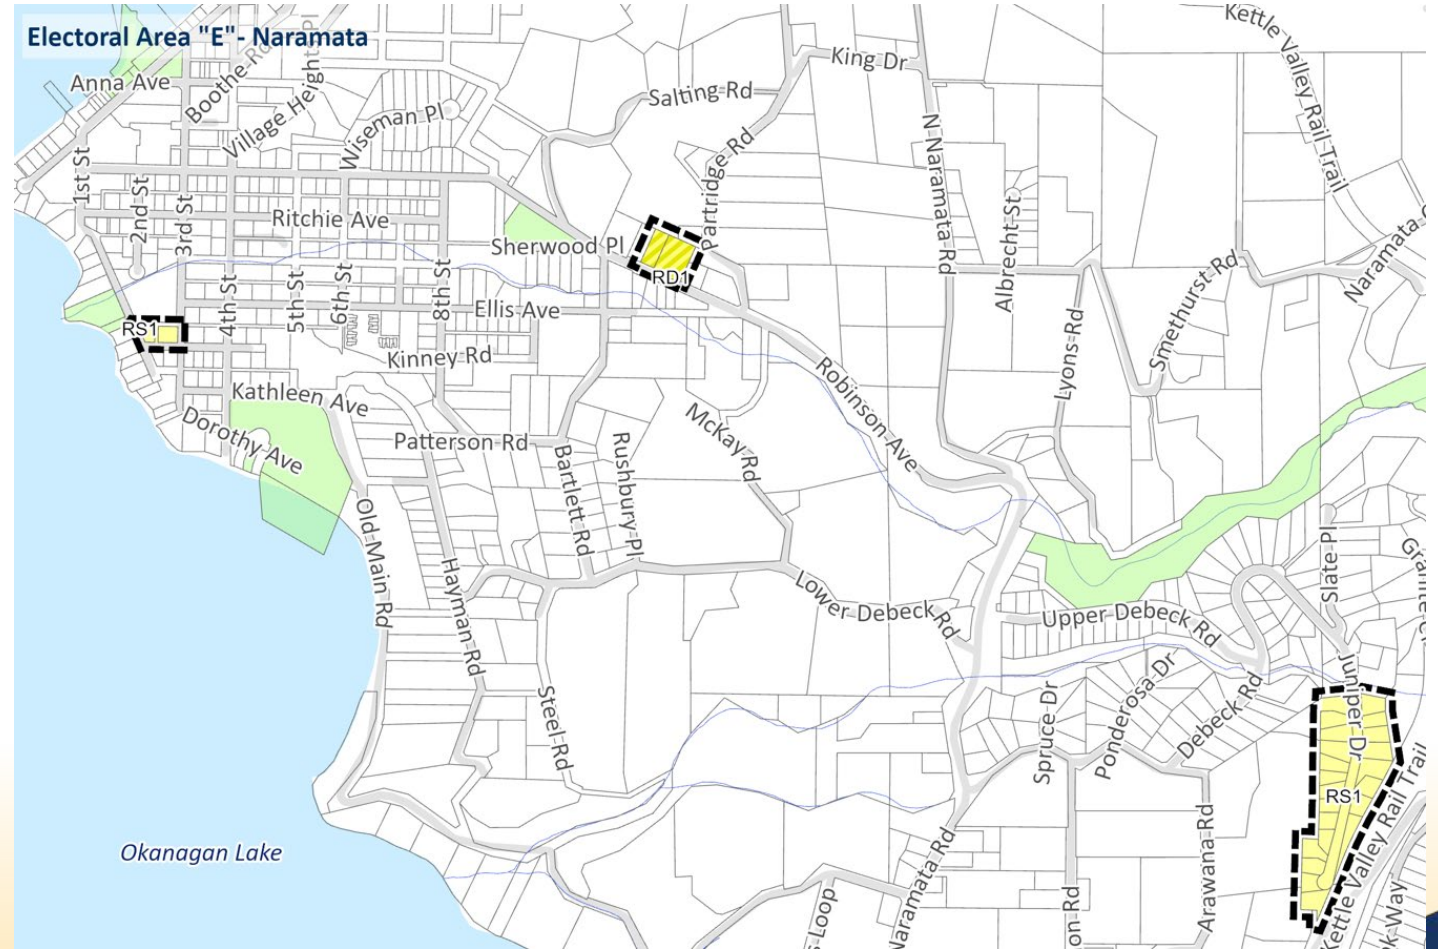 Electoral Area "E"- Naramata
Kettle Valley Rail Trail
King Dr
Anna Ave
Boothe Rd
Salting Rd
Village Heights Pl
Wiseman Pl
N Naramata Rd
Partridge Rd
1st St
2nd St
3rd St
Ritchie Ave
Albrecht St
Sherwood Pl
RD1
Smethurst Rd
Naramata
4th St
5th St
6th St
8th St
Ellis Ave
RS1
Lyons Rd
Kinney Rd
Robinson Ave
Kathleen Ave
McKay Rd
Dorothy Ave
Patterson Rd
Bartlett Rd
Rushbury Pl
Old Main Rd
Hayman Rd
Slate Pl
Lower Debeck Rd
Upper Debeck Rd
Juniper Dr
Steel Rd
Spruce Dr
Ponderosa Dr
Debeck Rd
RS1
Kettle Valley Rail Trail
Okanagan Lake
Arawana Rd
Naramata Rd
Loop
on Rd
k Way